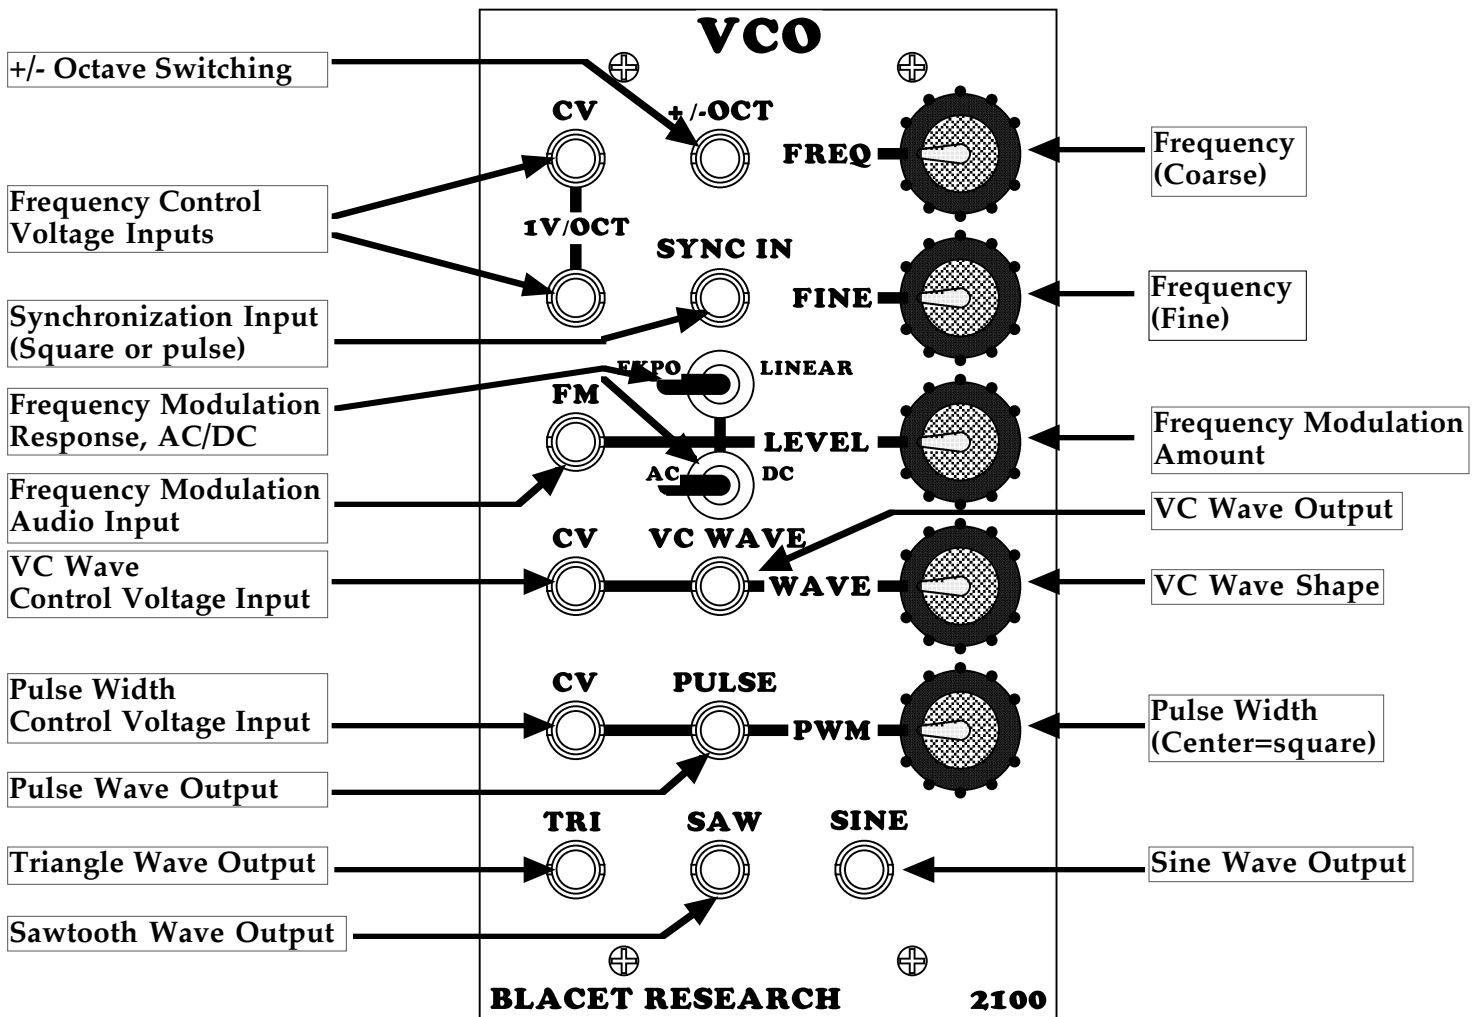 VCO
+/- Octave Switching
CV
+/-OCT
FREQ
Frequency
(Coarse)
Frequency Control
Voltage Inputs
1V/OCT
SYNC IN
FINE
Frequency
(Fine)
Synchronization Input
(Square or pulse)
EXPO
LINEAR
Frequency Modulation
Response, AC/DC
FM
LEVEL
Frequency Modulation
Amount
AC
DC
Frequency Modulation
Audio Input
VC Wave Output
CV
VC WAVE
WAVE
VC Wave
Control Voltage Input
VC Wave Shape
CV
PULSE
PWM
Pulse Width
Control Voltage Input
Pulse Width
(Center=square)
Pulse Wave Output
TRI
SAW
SINE
Triangle Wave Output
Sine Wave Output
Sawtooth Wave Output
BLACET RESEARCH
2100